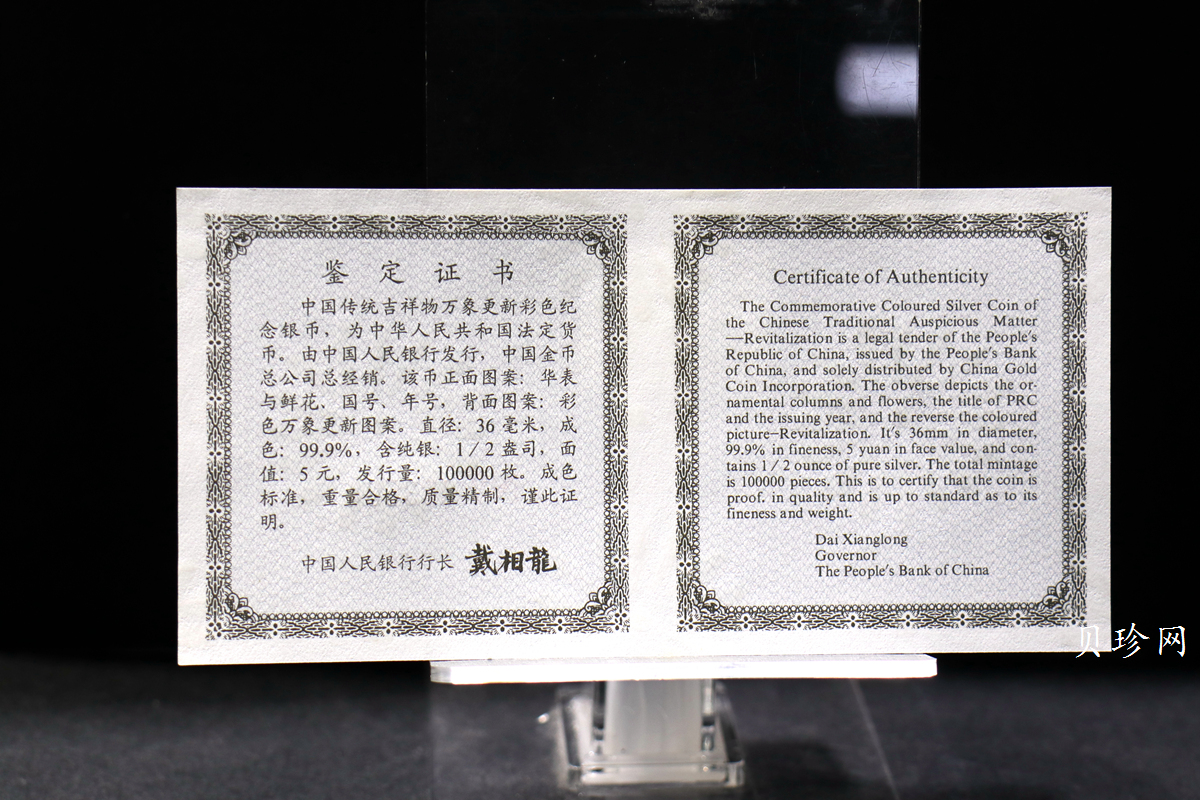 鉴定证书
中国传统吉祥物万象更新彩色纪
念银币，为中华人民共和国法定货
币。由中国人民银行发行，中国金币
总公司总经销。该币正面图案：华表
与鲜花、国号、年号，背面图案：彩
色万象更新图案。直径：36毫米，成
色：99.9%，含纯银：1/2盎司，面
值：5元，发行量：100000枚。成色
标准，重量合格，质量精制，谨此证
明。
中国人民银行行长 戴相龍
Certificate of Authenticity
The Commemorative Coloured Silver Coin of
the Chinese Traditional Auspicious Matter
—Revitalization is a legal tender of the People's
Republic of China, issued by the People's Bank
of China, and solely distributed by China Gold
Coin Incorporation. The obverse depicts the or-
namental columns and flowers, the title of PRC
and the issuing year, and the reverse the coloured
picture—Revitalization. It's 36mm in diameter,
99.9% in fineness, 5 yuan in face value, and con-
tains 1/2 ounce of pure silver. The total mintage
is 100000 pieces. This is to certify that the coin is
proof. in quality and is up to standard as to its
fineness and weight.
Dai Xianglong
Governor
The People's Bank of China
贝珍网